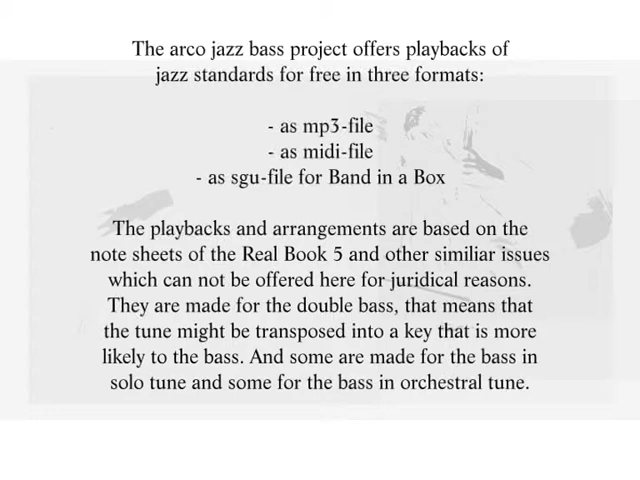 The arco jazz bass project offers playbacks of
jazz standards for free in three formats:
- as mp3-file
- as midi-file
- as sgu-file for Band in a Box
The playbacks and arrangements are based on the
note sheets of the Real Book 5 and other similiar issues
which can not be offered here for juridical reasons.
They are made for the double bass, that means that
the tune might be transposed into a key that is more
likely to the bass. And some are made for the bass in
solo tune and some for the bass in orchestral tune.